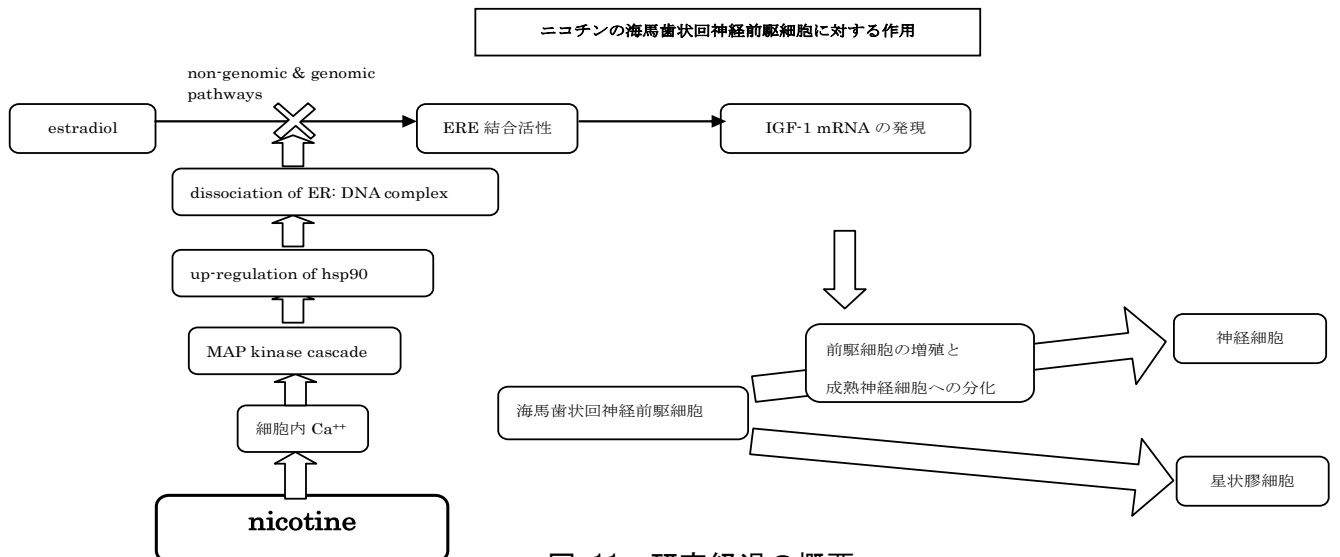 ニコチンの海馬歯状回神経前駆細胞に対する作用
non-genomic & genomic
pathways
estradiol
ERE 結合活性
IGF-1 mRNA の発現
dissociation of ER: DNA complex
up-regulation of hsp90
MAP kinase cascade
細胞内 Ca⁺⁺
nicotine
前駆細胞の増殖と
成熟神経細胞への分化
海馬歯状回神経前駆細胞
神経細胞
星状膠細胞
図 11 研究経過の概要